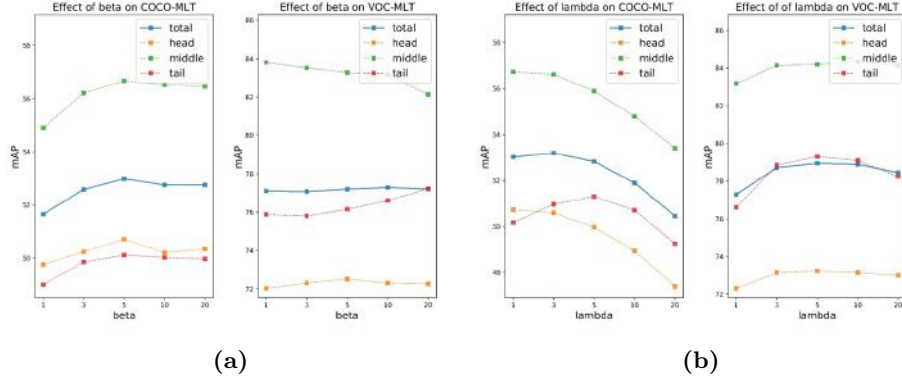 Effect of beta on COCO-MLT
58
56
54
52
50
mAP
1 3 5 10 20
beta
total
head
middle
tail
Effect of beta on VOC-MLT
86
84
82
80
78
76
74
72
mAP
1 3 5 10 20
beta
total
head
middle
tail
(a)
Effect of lambda on COCO-MLT
58
56
54
52
50
48
mAP
1 3 5 10 20
lambda
total
head
middle
tail
Effect of of lambda on VOC-MLT
86
84
82
80
78
76
74
72
mAP
1 3 5 10 20
lambda
total
head
middle
tail
(b)